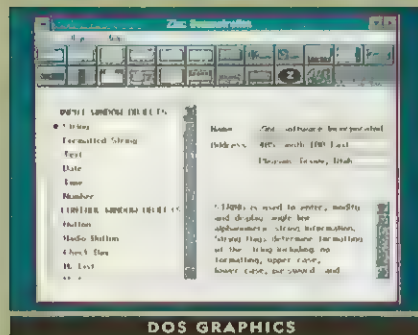 Zinc Demonstration
INPUT WINDOW OBJECTS
String
Formatted String
Text
Date
Time
Number
CONTROL WINDOW OBJECTS
Button
Radio Button
Check Box
Name Zinc Software Incorporated
Address 405 South 100 East
Pleasant Grove, Utah
STRING is used to enter, modify
and display single line
alphanumeric string information.
String flags determine formatting
of the string including no
formatting, upper case,
lower case, password and
DOS GRAPHICS